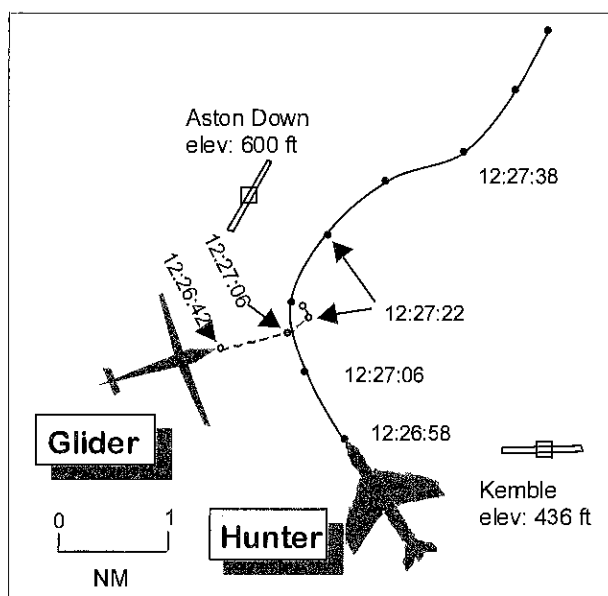 Aston Down
elev: 600 ft
12:27:38
12:27:06
12:26:42
12:27:22
12:27:06
Glider
12:26:58
Kemble
elev: 436 ft
Hunter
0 1
NM